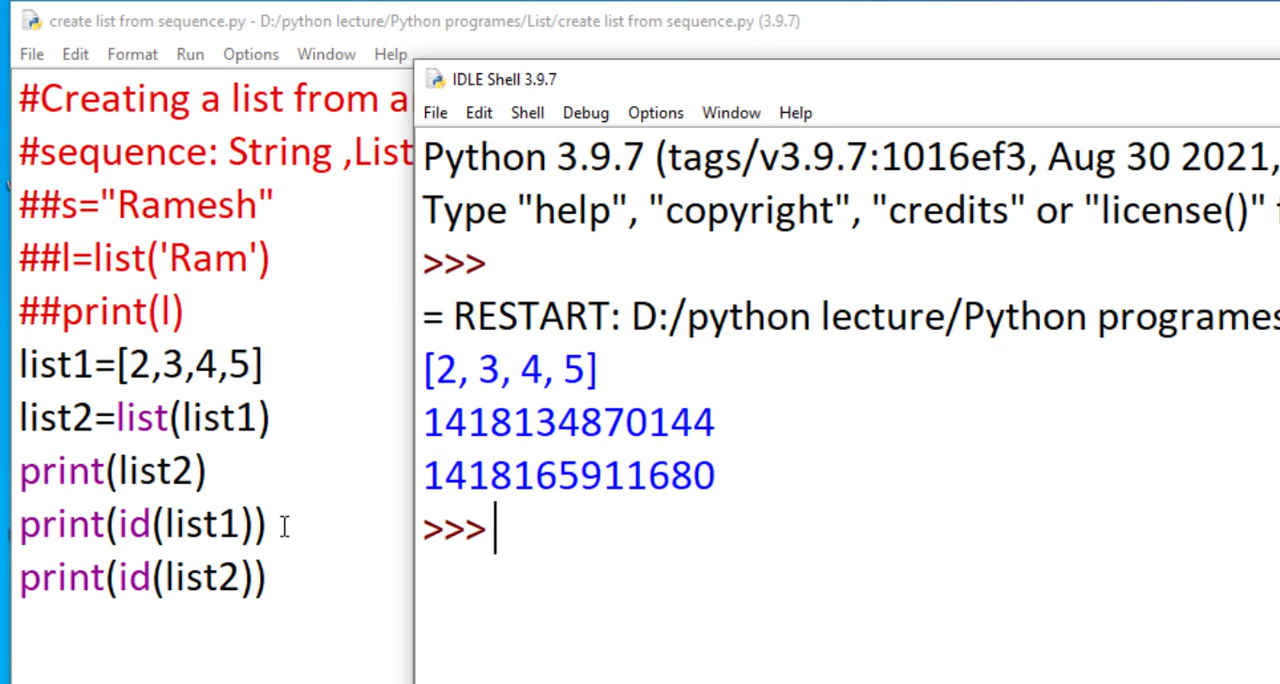 create list from sequence.py - D:/python lecture/Python programes/List/create list from sequence.py (3.9.7)
File Edit Format Run Options Window Help
#Creating a list from a
#sequence: String ,List
##s="Ramesh"
##l=list('Ram')
##print(l)
list1=[2,3,4,5]
list2=list(list1)
print(list2)
print(id(list1))
print(id(list2))
IDLE Shell 3.9.7
File Edit Shell Debug Options Window Help
Python 3.9.7 (tags/v3.9.7:1016ef3, Aug 30 2021,
Type "help", "copyright", "credits" or "license()"
>>>
= RESTART: D:/python lecture/Python programes
[2, 3, 4, 5]
1418134870144
1418165911680
>>>